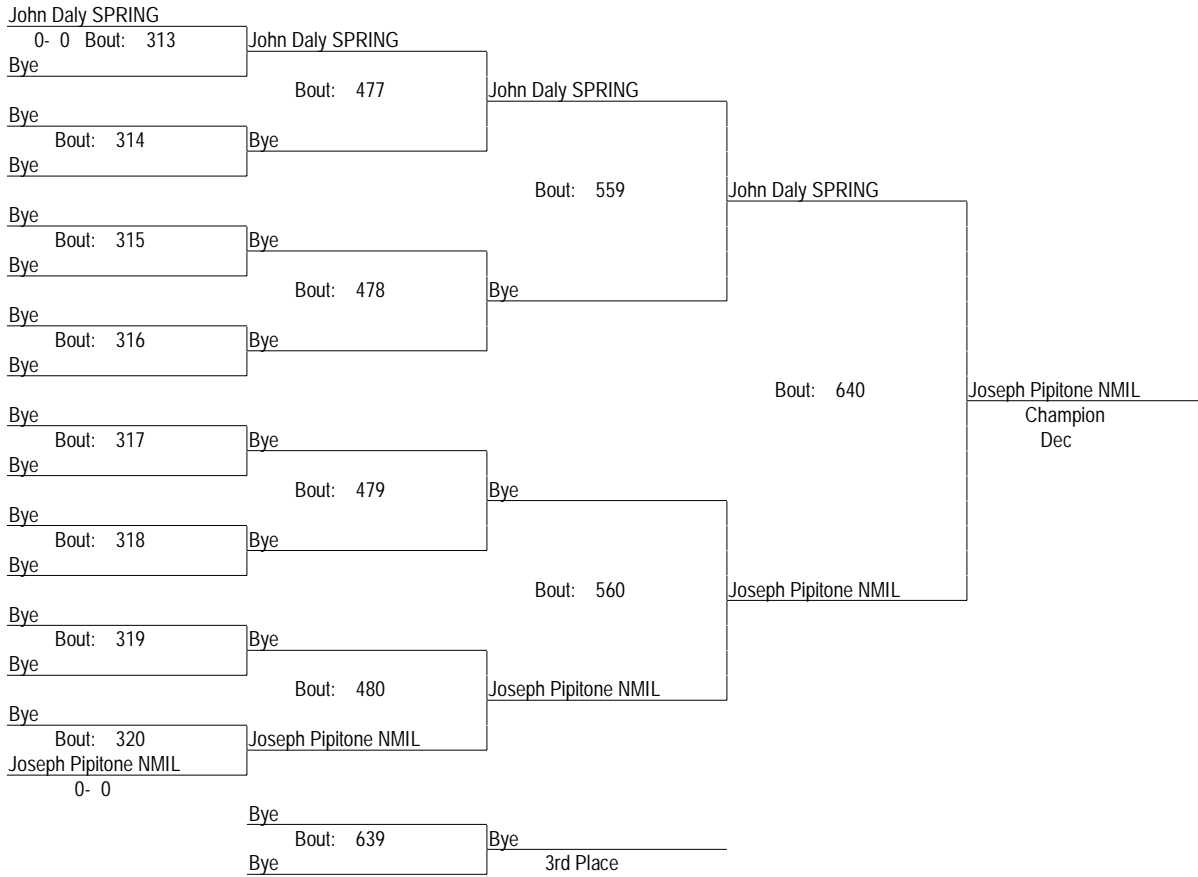 John Daly SPRING
0- 0 Bout: 313
John Daly SPRING
Bye
Bout: 477
John Daly SPRING
Bye
Bout: 314
Bye
Bye
Bout: 559
John Daly SPRING
Bye
Bout: 315
Bye
Bye
Bout: 478
Bye
Bye
Bout: 316
Bye
Bye
Bout: 640
Joseph Pipitone NMIL
Champion
Dec
Bye
Bout: 317
Bye
Bye
Bout: 479
Bye
Bye
Bout: 318
Bye
Bye
Bout: 560
Joseph Pipitone NMIL
Bye
Bout: 319
Bye
Bye
Bout: 480
Joseph Pipitone NMIL
Bye
Bout: 320
Joseph Pipitone NMIL
Joseph Pipitone NMIL
0- 0
Bye
Bout: 639
Bye
Bye
3rd Place